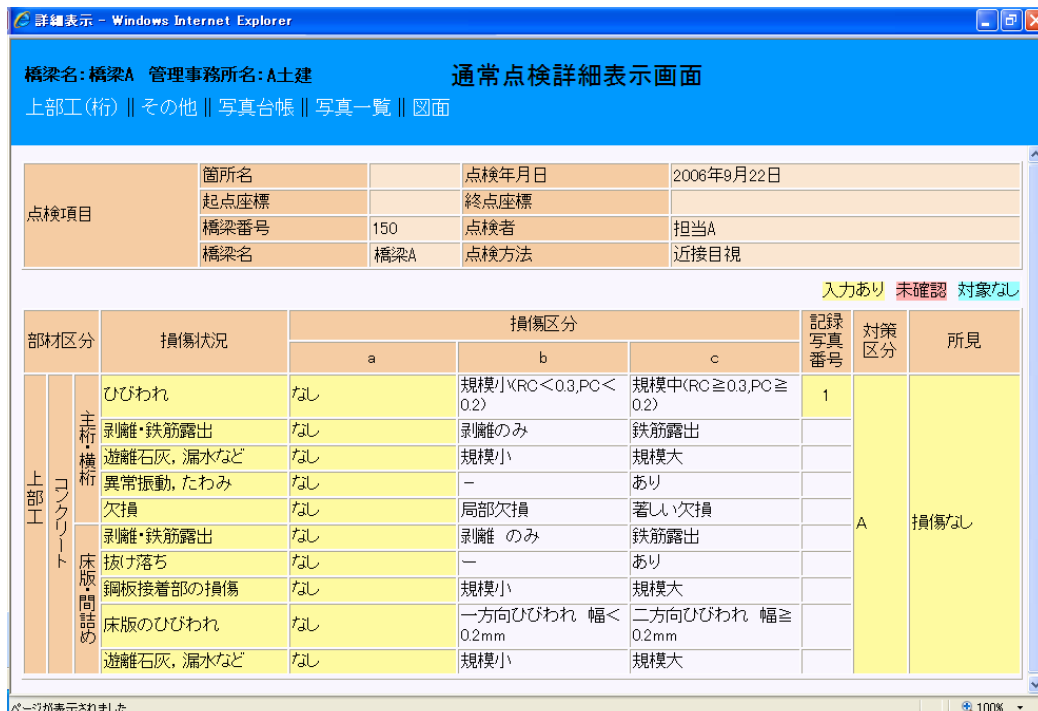 詳細表示 - Windows Internet Explorer
橋梁名:橋梁A 管理事務所名:A土建 通常点検詳細表示画面
上部工(桁) || その他 || 写真台帳 || 写真一覧 || 図面
点検項目
箇所名 点検年月日 2006年9月22日
起点座標 終点座標
橋梁番号 150 点検者 担当A
橋梁名 橋梁A 点検方法 近接目視
入力あり 未確認 対象なし
部材区分 損傷状況 損傷区分 記録写真番号 対策区分 所見
a b c
上部工 コンクリート 主桁・横桁 床版・間詰め
ひびわれ なし 規模小(RC<0.3,PC<0.2) 規模中(RC≧0.3,PC≧0.2) 1
剥離・鉄筋露出 なし 剥離のみ 鉄筋露出
遊離石灰, 漏水など なし 規模小 規模大
異常振動, たわみ なし - あり
欠損 なし 局部欠損 著しい欠損
A 損傷なし
剥離・鉄筋露出 なし 剥離 のみ 鉄筋露出
抜け落ち なし ー あり
鋼板接着部の損傷 なし 規模小 規模大
床版のひびわれ なし 一方向ひびわれ 幅<0.2mm 二方向ひびわれ 幅≧0.2mm
遊離石灰, 漏水など なし 規模小 規模大
ページが表示されました 100%